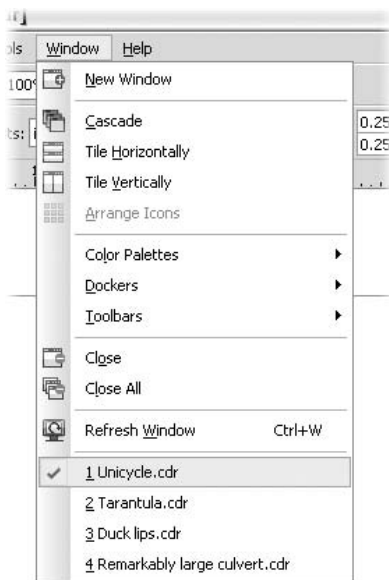 Window Help
100%
New Window
Cascade
0.25
Tile Horizontally
0.25
Tile Vertically
Arrange Icons
Color Palettes
Dockers
Toolbars
Close
Close All
Refresh Window Ctrl+W
1 Unicycle.cdr
2 Tarantula.cdr
3 Duck lips.cdr
4 Remarkably large culvert.cdr